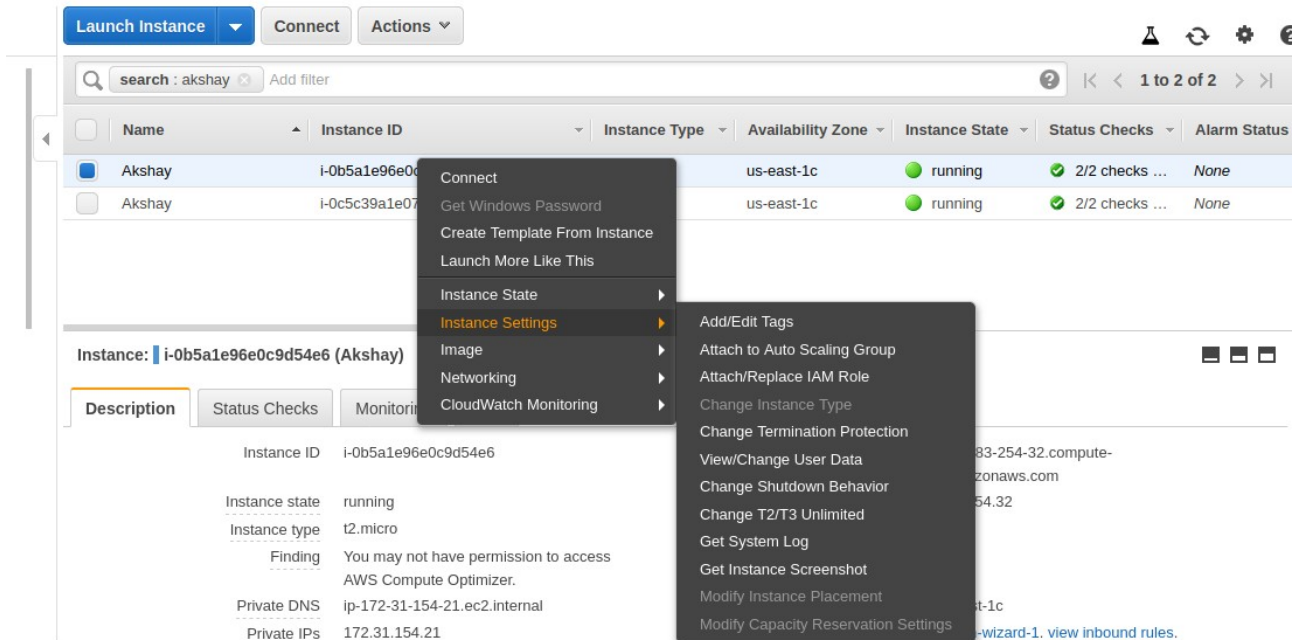 Launch Instance Connect Actions
search : akshay Add filter 1 to 2 of 2
Name Instance ID Instance Type Availability Zone Instance State Status Checks Alarm Status
Akshay i-0b5a1e96e0c us-east-1c running 2/2 checks ... None
Akshay i-0c5c39a1e07 us-east-1c running 2/2 checks ... None
Connect
Get Windows Password
Create Template From Instance
Launch More Like This
Instance State
Instance Settings
Image
Networking
CloudWatch Monitoring
Add/Edit Tags
Attach to Auto Scaling Group
Attach/Replace IAM Role
Change Instance Type
Change Termination Protection
View/Change User Data
Change Shutdown Behavior
Change T2/T3 Unlimited
Get System Log
Get Instance Screenshot
Modify Instance Placement
Modify Capacity Reservation Settings
Instance: i-0b5a1e96e0c9d54e6 (Akshay)
Description Status Checks Monitorin
Instance ID i-0b5a1e96e0c9d54e6 83-254-32.compute-
zonaws.com
Instance state running 54.32
Instance type t2.micro
Finding You may not have permission to access
AWS Compute Optimizer.
Private DNS ip-172-31-154-21.ec2.internal t-1c
Private IPs 172.31.154.21 -wizard-1. view inbound rules.